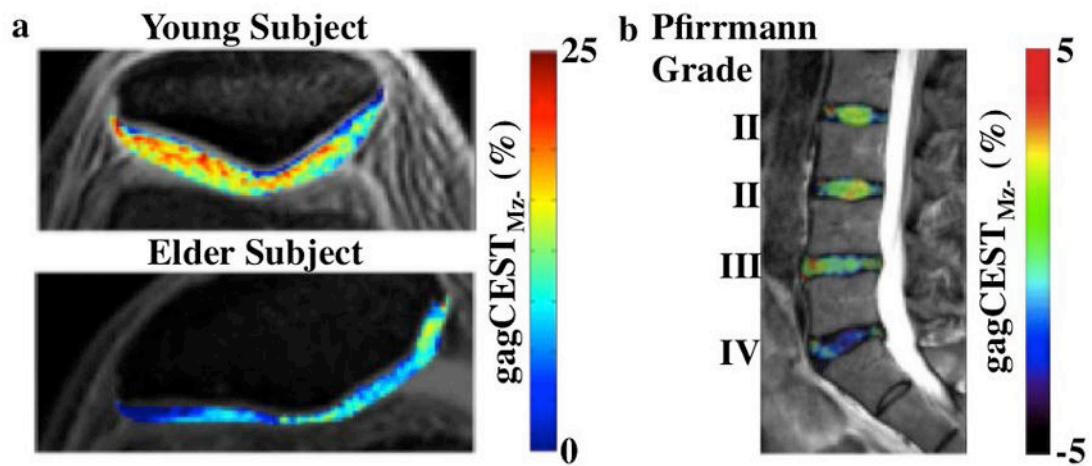 a
Young Subject
25
gagCEST_Mz- (%)
Elder Subject
0
b Pfirrmann
Grade
II
II
III
IV
5
gagCEST_Mz- (%)
-5